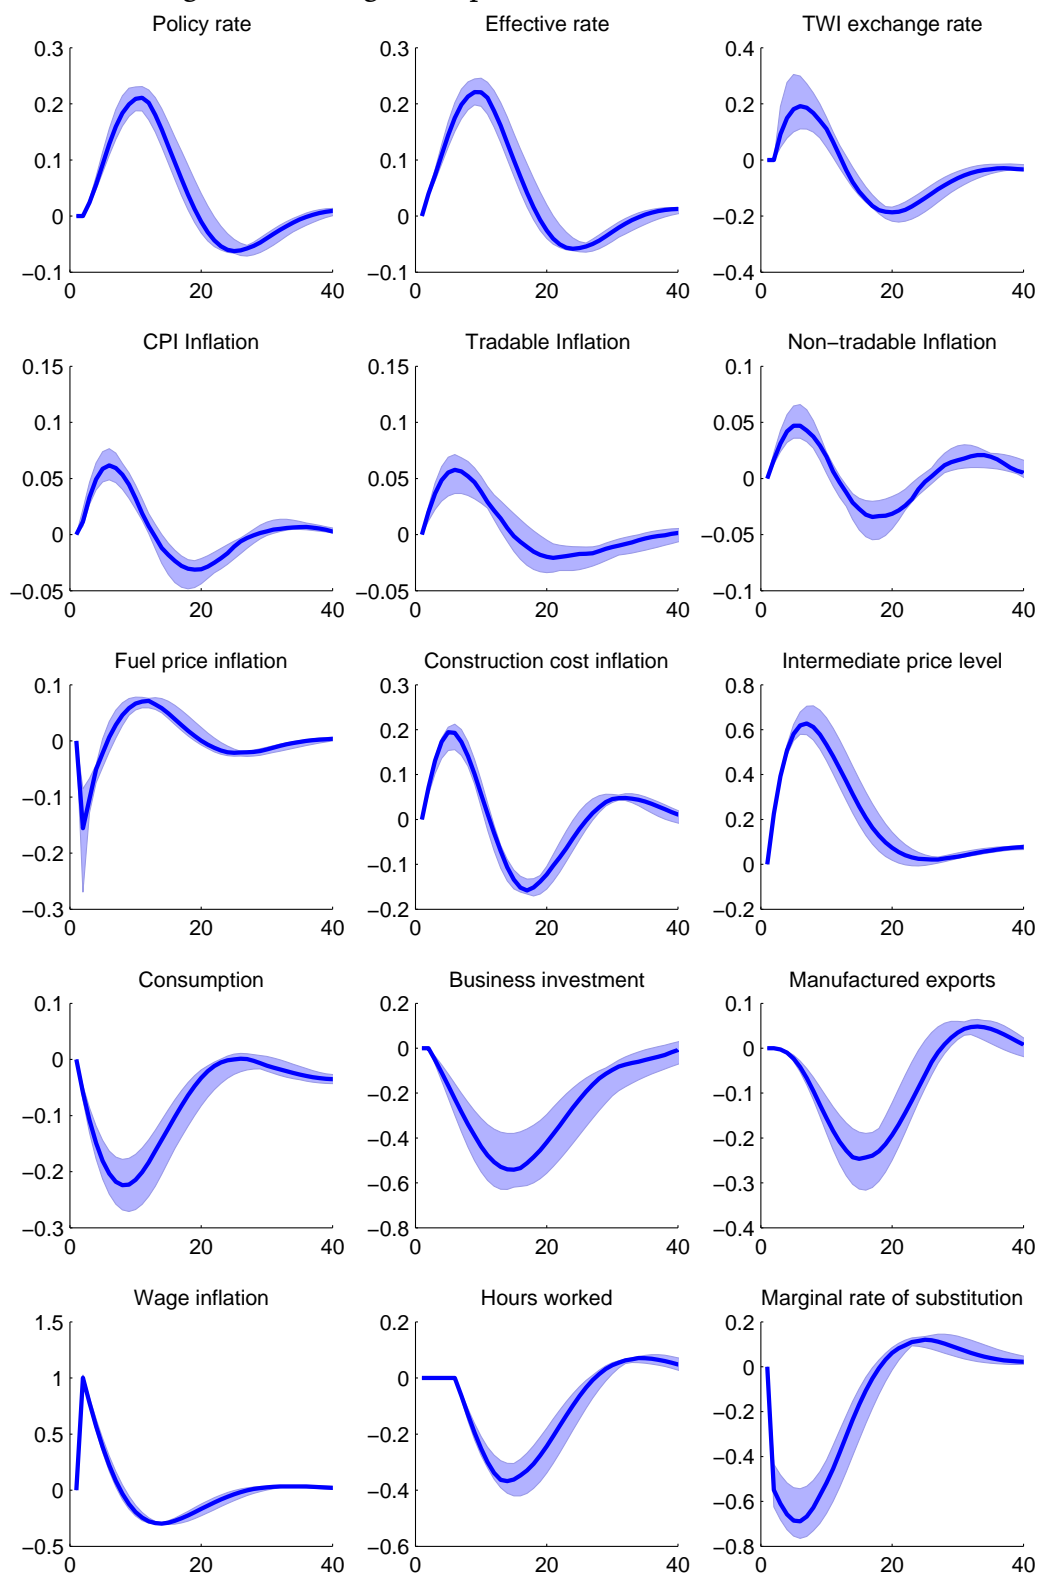 Policy rate Effective rate TWI exchange rate
0.3 0.3 0.4
0.2 0.2 0.2
0.1 0.1 0
0 0 −0.2
−0.1 −0.1 −0.4
0 20 40 0 20 40 0 20 40
CPI Inflation Tradable Inflation Non−tradable Inflation
0.15 0.15 0.1
0.1 0.1 0.05
0.05 0.05 0
0 0 −0.05
−0.05 −0.05 −0.1
0 20 40 0 20 40 0 20 40
Fuel price inflation Construction cost inflation Intermediate price level
0.1 0.3 0.8
0 0.2 0.6
−0.1 0.1 0.4
−0.2 0 0.2
−0.3 −0.1 0
−0.2 −0.2
0 20 40 0 20 40 0 20 40
Consumption Business investment Manufactured exports
0.1 0.2 0.1
0 0 0
−0.1 −0.2 −0.1
−0.2 −0.4 −0.2
−0.3 −0.6 −0.3
−0.8 −0.4
0 20 40 0 20 40 0 20 40
Wage inflation Hours worked Marginal rate of substitution
1.5 0.2 0.2
1 0 0
0.5 −0.2 −0.2
0 −0.4 −0.4
−0.5 −0.6 −0.6
−0.8
0 20 40 0 20 40 0 20 40